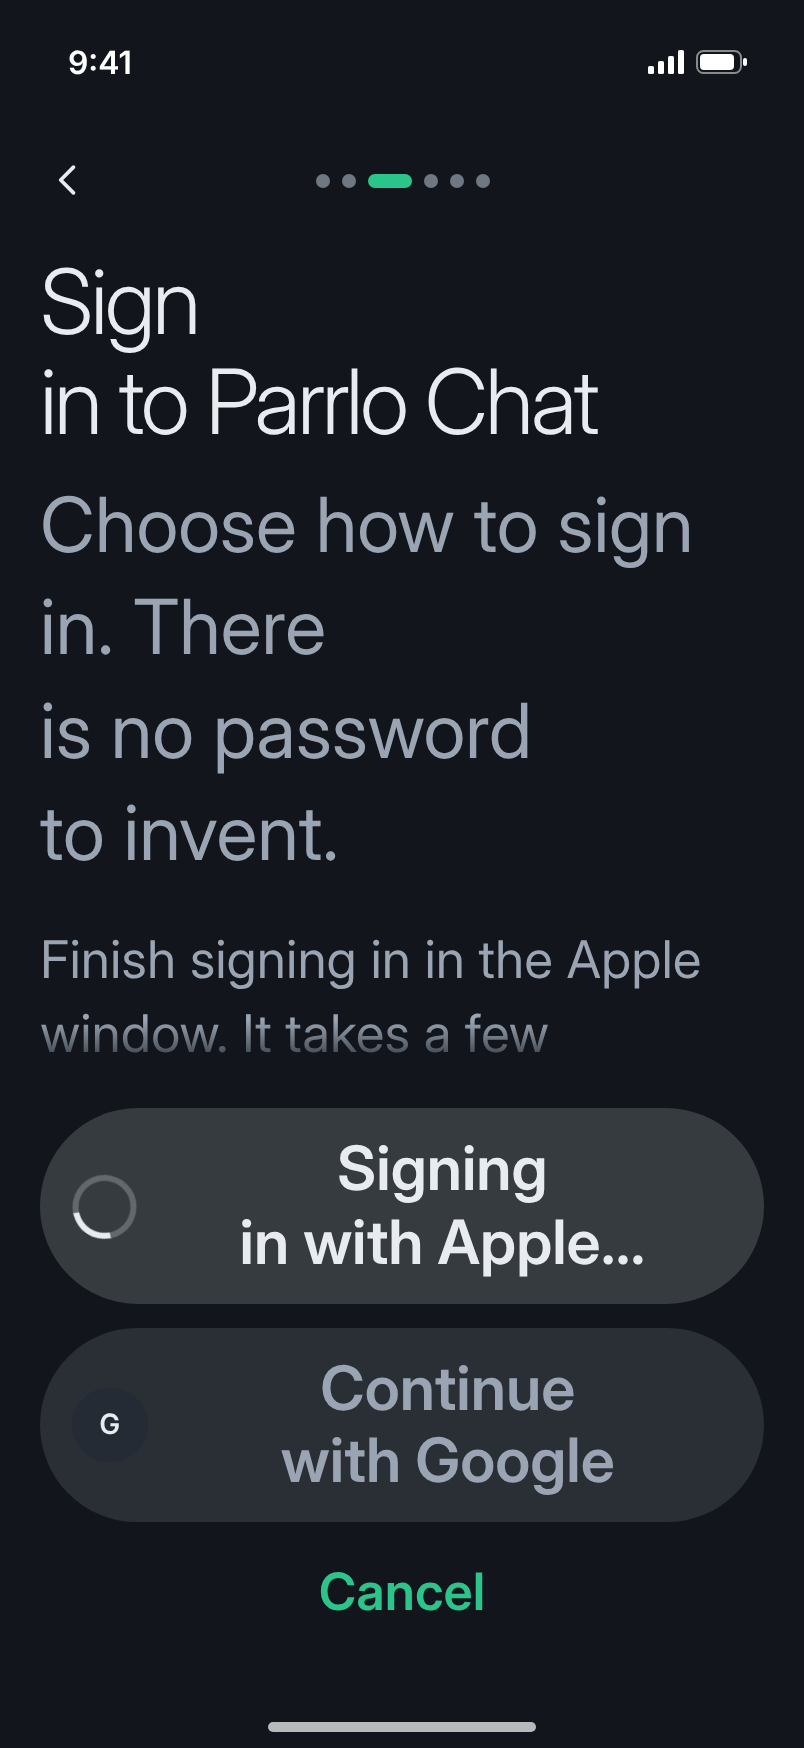 9:41
Sign
in to Parrlo Chat
Choose how to sign
in. There
is no password
to invent.
Finish signing in in the Apple
window. It takes a few
Signing
in with Apple...
G
Continue
with Google
Cancel